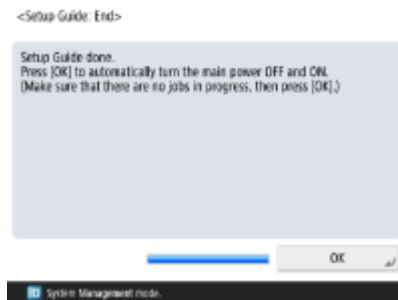 <Setup Guide: End>
Setup Guide done.
Press [OK] to automatically turn the main power OFF and ON.
(Make sure that there are no jobs in progress, then press [OK].)
OK
System Management mode.